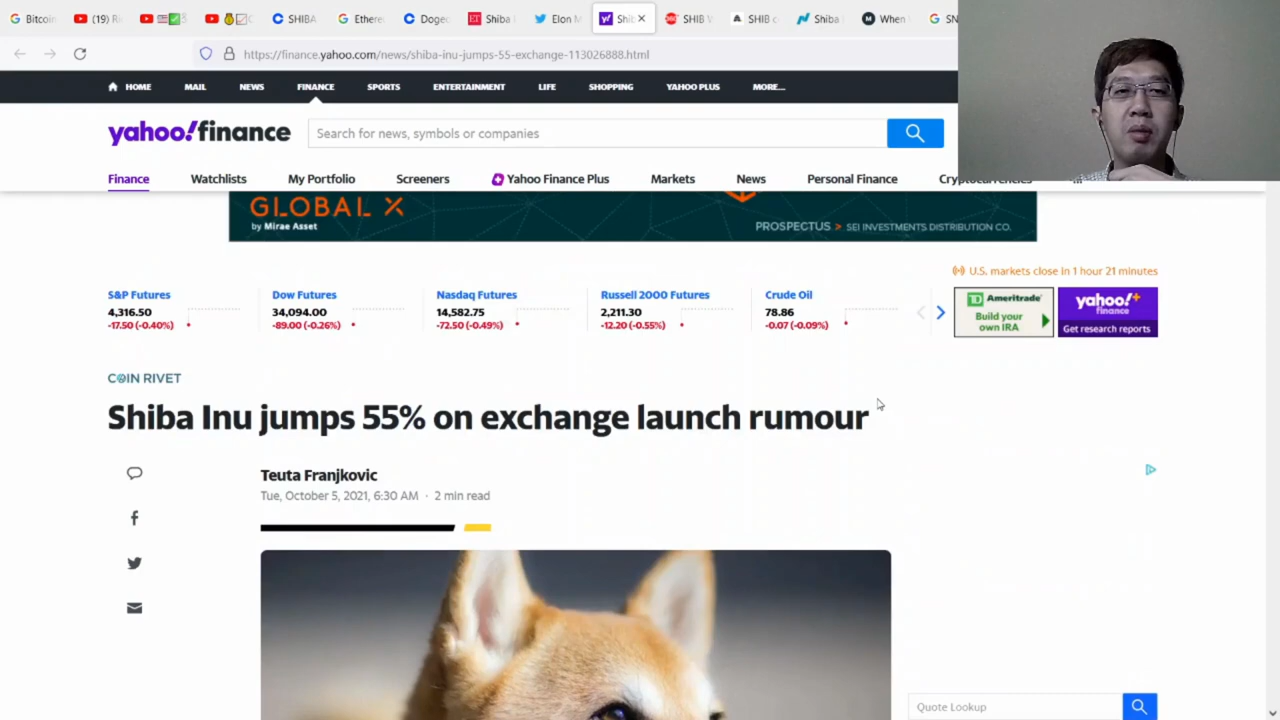 Bitcoin
(19) Ri
5
SHIBA
Ethere
Doge
Shiba
Elon M
Shi
SHIB V
SHIB c
Shiba
When
SN
https://finance.yahoo.com/news/shiba-inu-jumps-55-exchange-113026888.html
HOME MAIL NEWS FINANCE SPORTS ENTERTAINMENT LIFE SHOPPING YAHOO PLUS MORE...
yahoo!finance
Search for news, symbols or companies
Finance Watchlists My Portfolio Screeners Yahoo Finance Plus Markets News Personal Finance Cryptocurrencies ...
GLOBAL X
by Mirae Asset
PROSPECTUS > SEI INVESTMENTS DISTRIBUTION CO.
U.S. markets close in 1 hour 21 minutes
S&P Futures
4,316.50
-17.50 (-0.40%)
Dow Futures
34,094.00
-89.00 (-0.26%)
Nasdaq Futures
14,582.75
-72.50 (-0.49%)
Russell 2000 Futures
2,211.30
-12.20 (-0.55%)
Crude Oil
78.86
-0.07 (-0.09%)
TD Ameritrade
Build your
own IRA
yahoo!+
finance
Get research reports
COIN RIVET
Shiba Inu jumps 55% on exchange launch rumour
Teuta Franjkovic
Tue, October 5, 2021, 6:30 AM · 2 min read
Quote Lookup